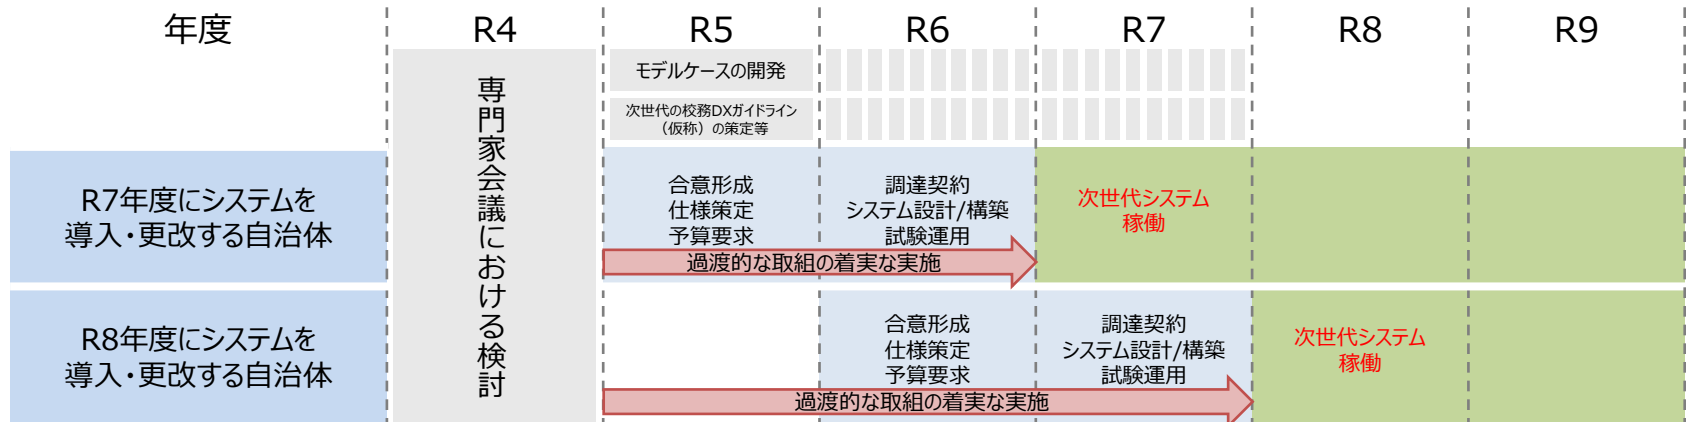 年度
R4
R5
R6
R7
R8
R9
専門家会議における検討
モデルケースの開発
次世代の校務DXガイドライン
（仮称）の策定等
R7年度にシステムを
導入・更改する自治体
合意形成
仕様策定
予算要求
調達契約
システム設計/構築
試験運用
次世代システム
稼働
過渡的な取組の着実な実施
R8年度にシステムを
導入・更改する自治体
合意形成
仕様策定
予算要求
調達契約
システム設計/構築
試験運用
次世代システム
稼働
過渡的な取組の着実な実施